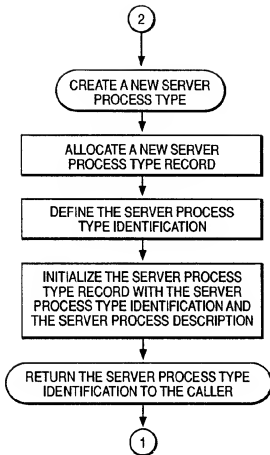 2
CREATE A NEW SERVER
PROCESS TYPE
ALLOCATE A NEW SERVER
PROCESS TYPE RECORD
DEFINE THE SERVER PROCESS
TYPE IDENTIFICATION
INITIALIZE THE SERVER PROCESS
TYPE RECORD WITH THE SERVER
PROCESS TYPE IDENTIFICATION AND
THE SERVER PROCESS DESCRIPTION
RETURN THE SERVER PROCESS TYPE
IDENTIFICATION TO THE CALLER
1